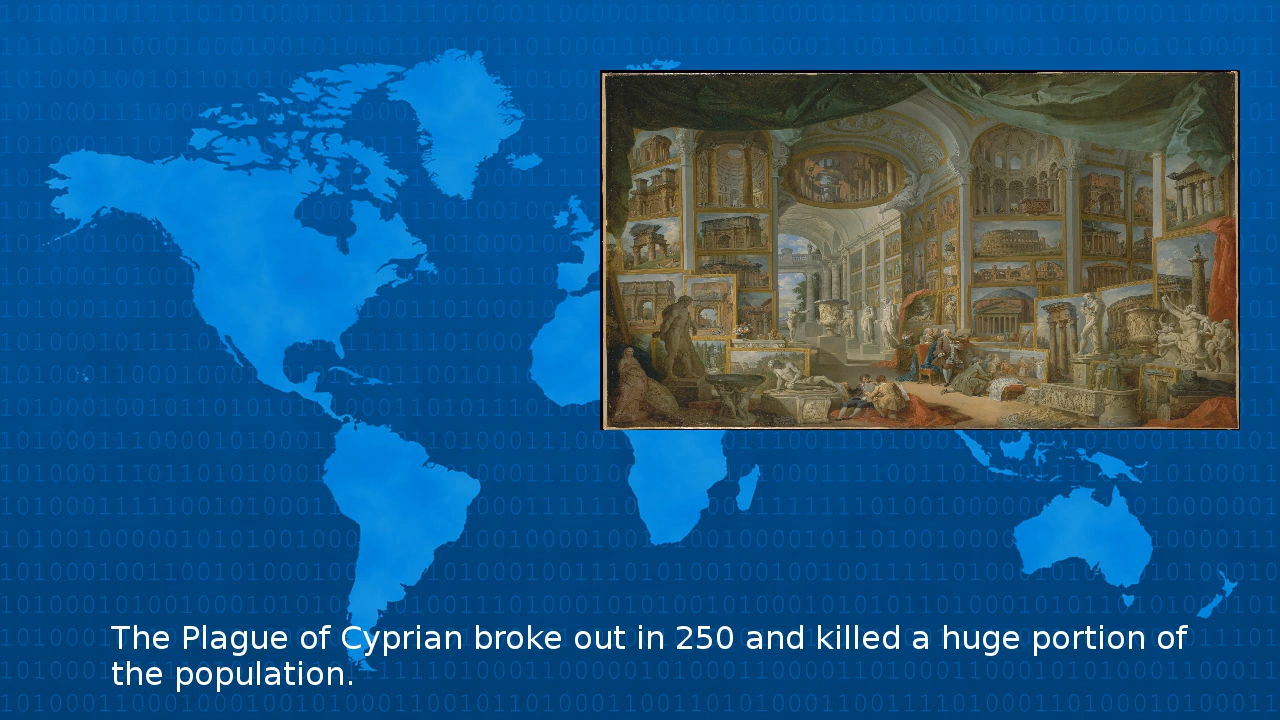 The Plague of Cyprian broke out in 250 and killed a huge portion of
the population.